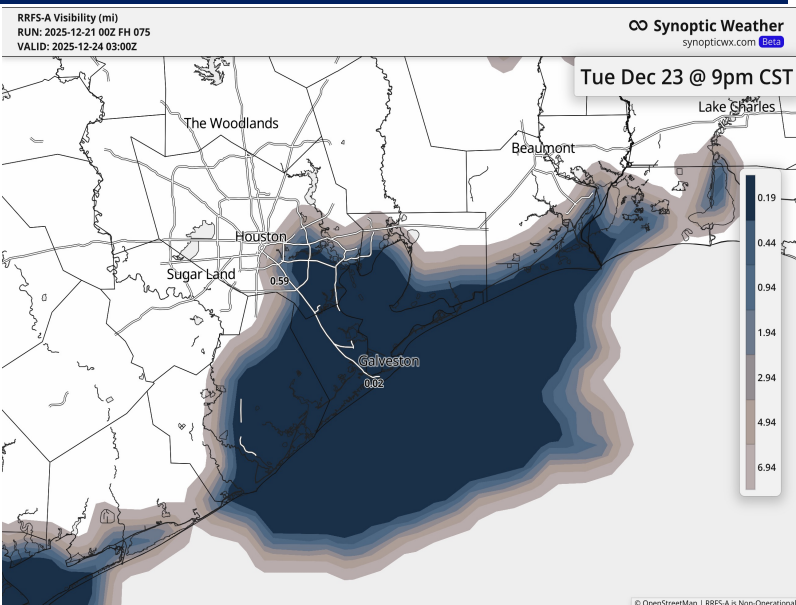 RRFS-A Visibility (mi)
RUN: 2025-12-21 00Z FH 075
VALID: 2025-12-24 03:00Z
Synoptic Weather
synopticwx.com Beta
Tue Dec 23 @ 9pm CST
Lake Charles
The Woodlands
Beaumont
Houston
Sugar Land
0.59
Galveston
0.02
0.19
0.44
0.94
1.94
2.94
4.94
6.94
© OpenStreetMap | RRFS-A is Non-Operational